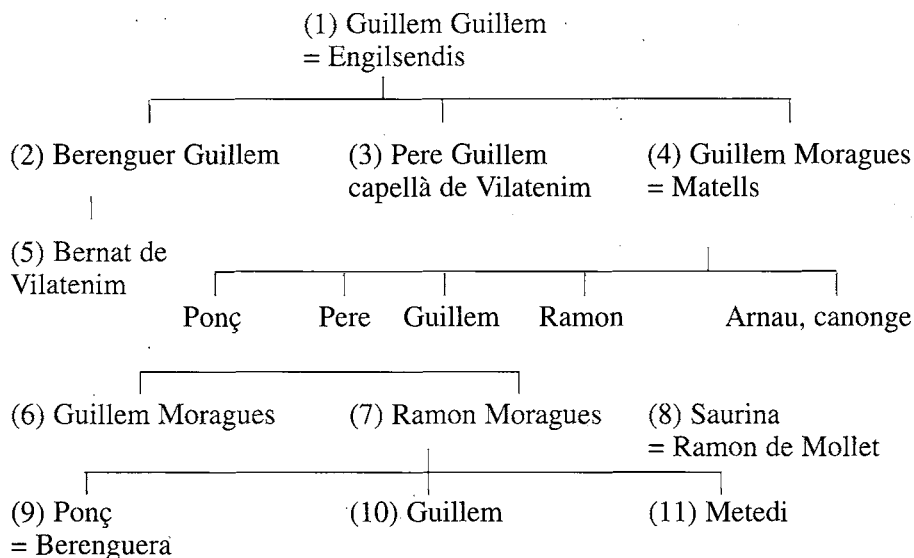 (1) Guillem Guillem
= Engilsendis
(2) Berenguer Guillem (3) Pere Guillem (4) Guillem Moragues
capellà de Vilatenim = Matells
(5) Bernat de
Vilatenim
Ponç Pere Guillem Ramon Arnau, canonge
(6) Guillem Moragues (7) Ramon Moragues (8) Saurina
= Ramon de Mollet
(9) Ponç (10) Guillem (11) Metedi
= Berenguera